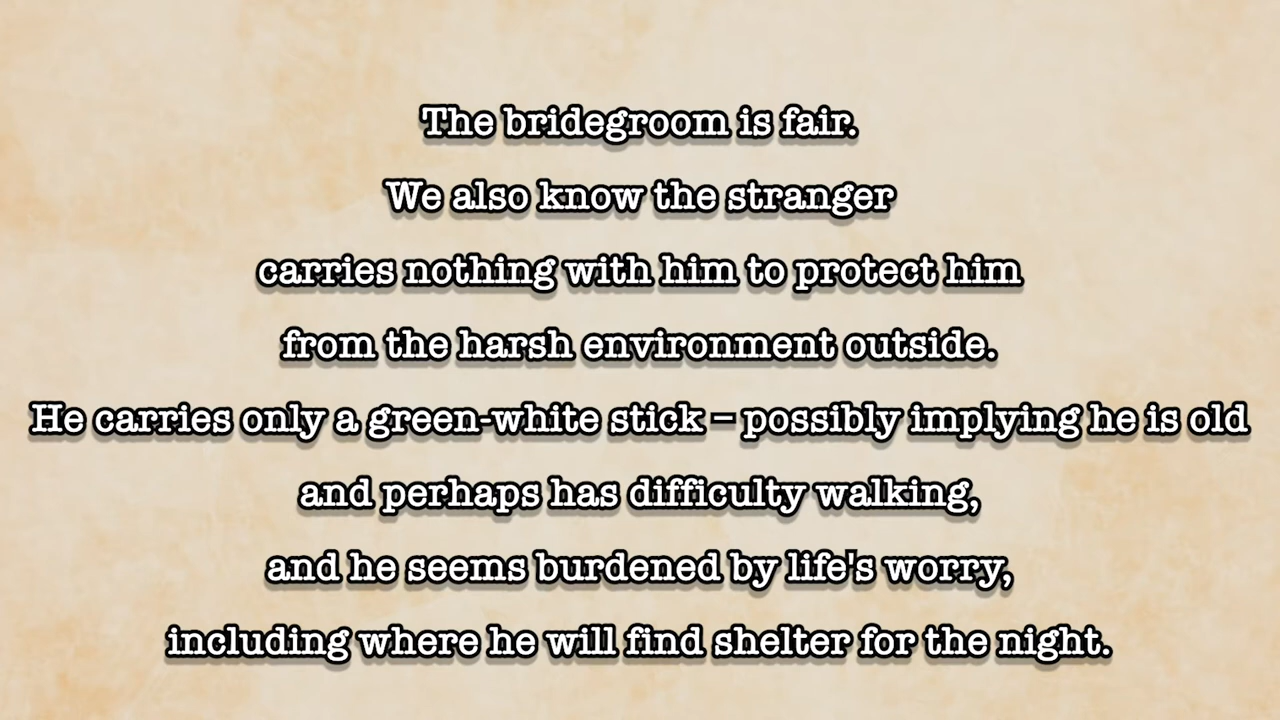 The bridegroom is fair.
We also know the stranger
carries nothing with him to protect him
from the harsh environment outside.
He carries only a green-white stick – possibly implying he is old
and perhaps has difficulty walking,
and he seems burdened by life's worry,
including where he will find shelter for the night.